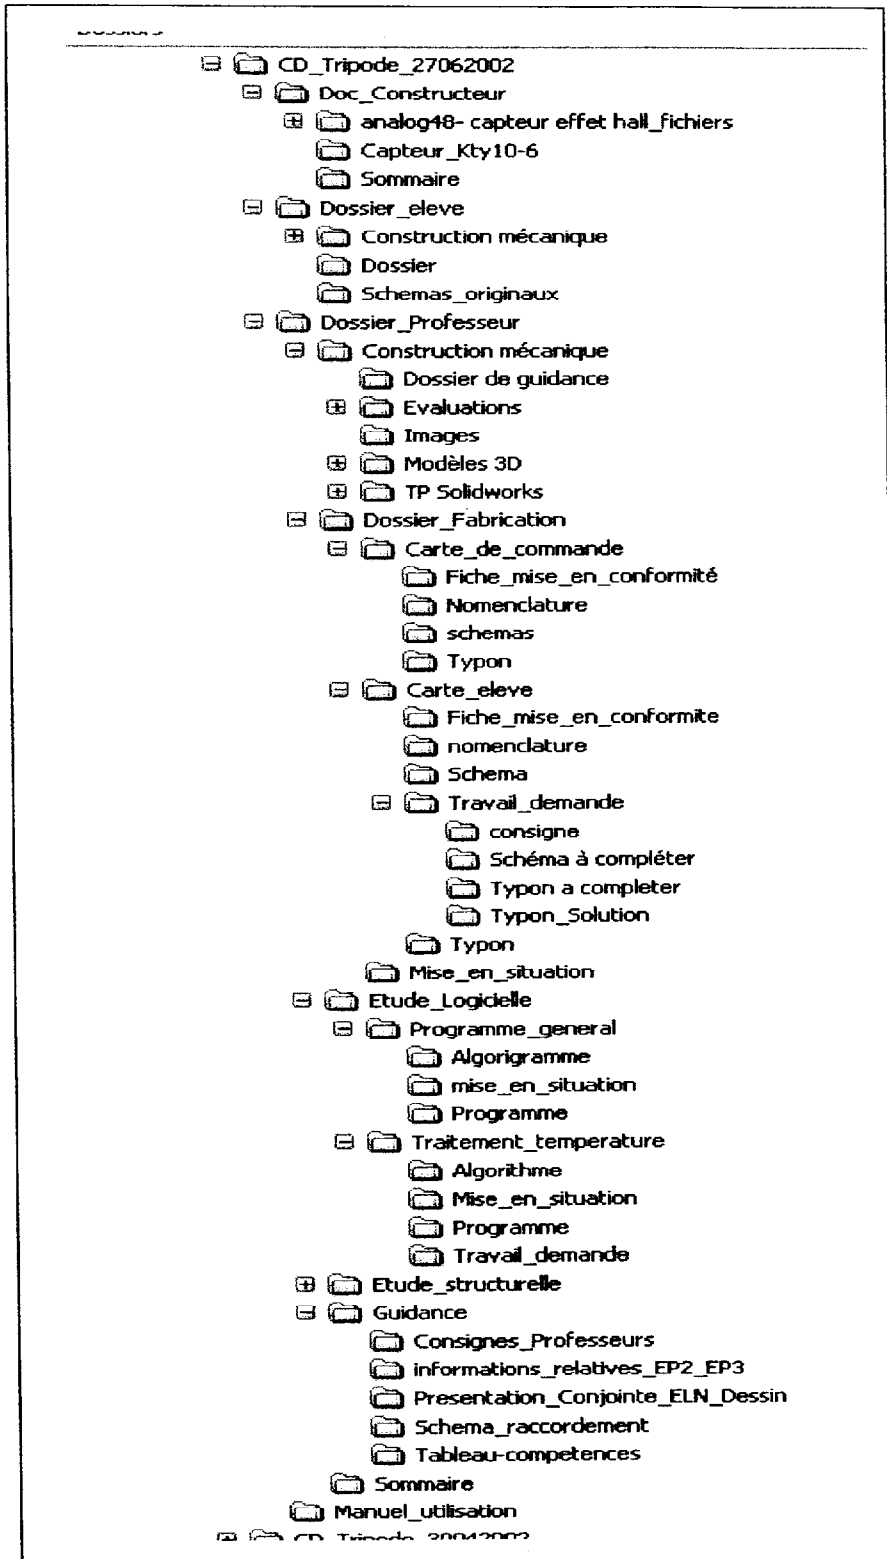 CD_Tripode_27062002
Doc_Constructeur
analog48- capteur effet hall_fichiers
Capteur_Kty10-6
Sommaire
Dossier_eleve
Construction mécanique
Dossier
Schemas_originaux
Dossier_Professeur
Construction mécanique
Dossier de guidance
Evaluations
Images
Modèles 3D
TP Solidworks
Dossier_Fabrication
Carte_de_commande
Fiche_mise_en_conformité
Nomenclature
schemas
Typon
Carte_eleve
Fiche_mise_en_conformite
nomenclature
Schema
Travail_demande
consigne
Schéma à compléter
Typon a completer
Typon_Solution
Typon
Mise_en_situation
Etude_Logicielle
Programme_general
Algorigramme
mise_en_situation
Programme
Traitement_temperature
Algorithme
Mise_en_situation
Programme
Travail_demande
Etude_structurelle
Guidance
Consignes_Professeurs
informations_relatives_EP2_EP3
Presentation_Conjointe_ELN_Dessin
Schema_raccordement
Tableau-competences
Sommaire
Manuel_utilisation